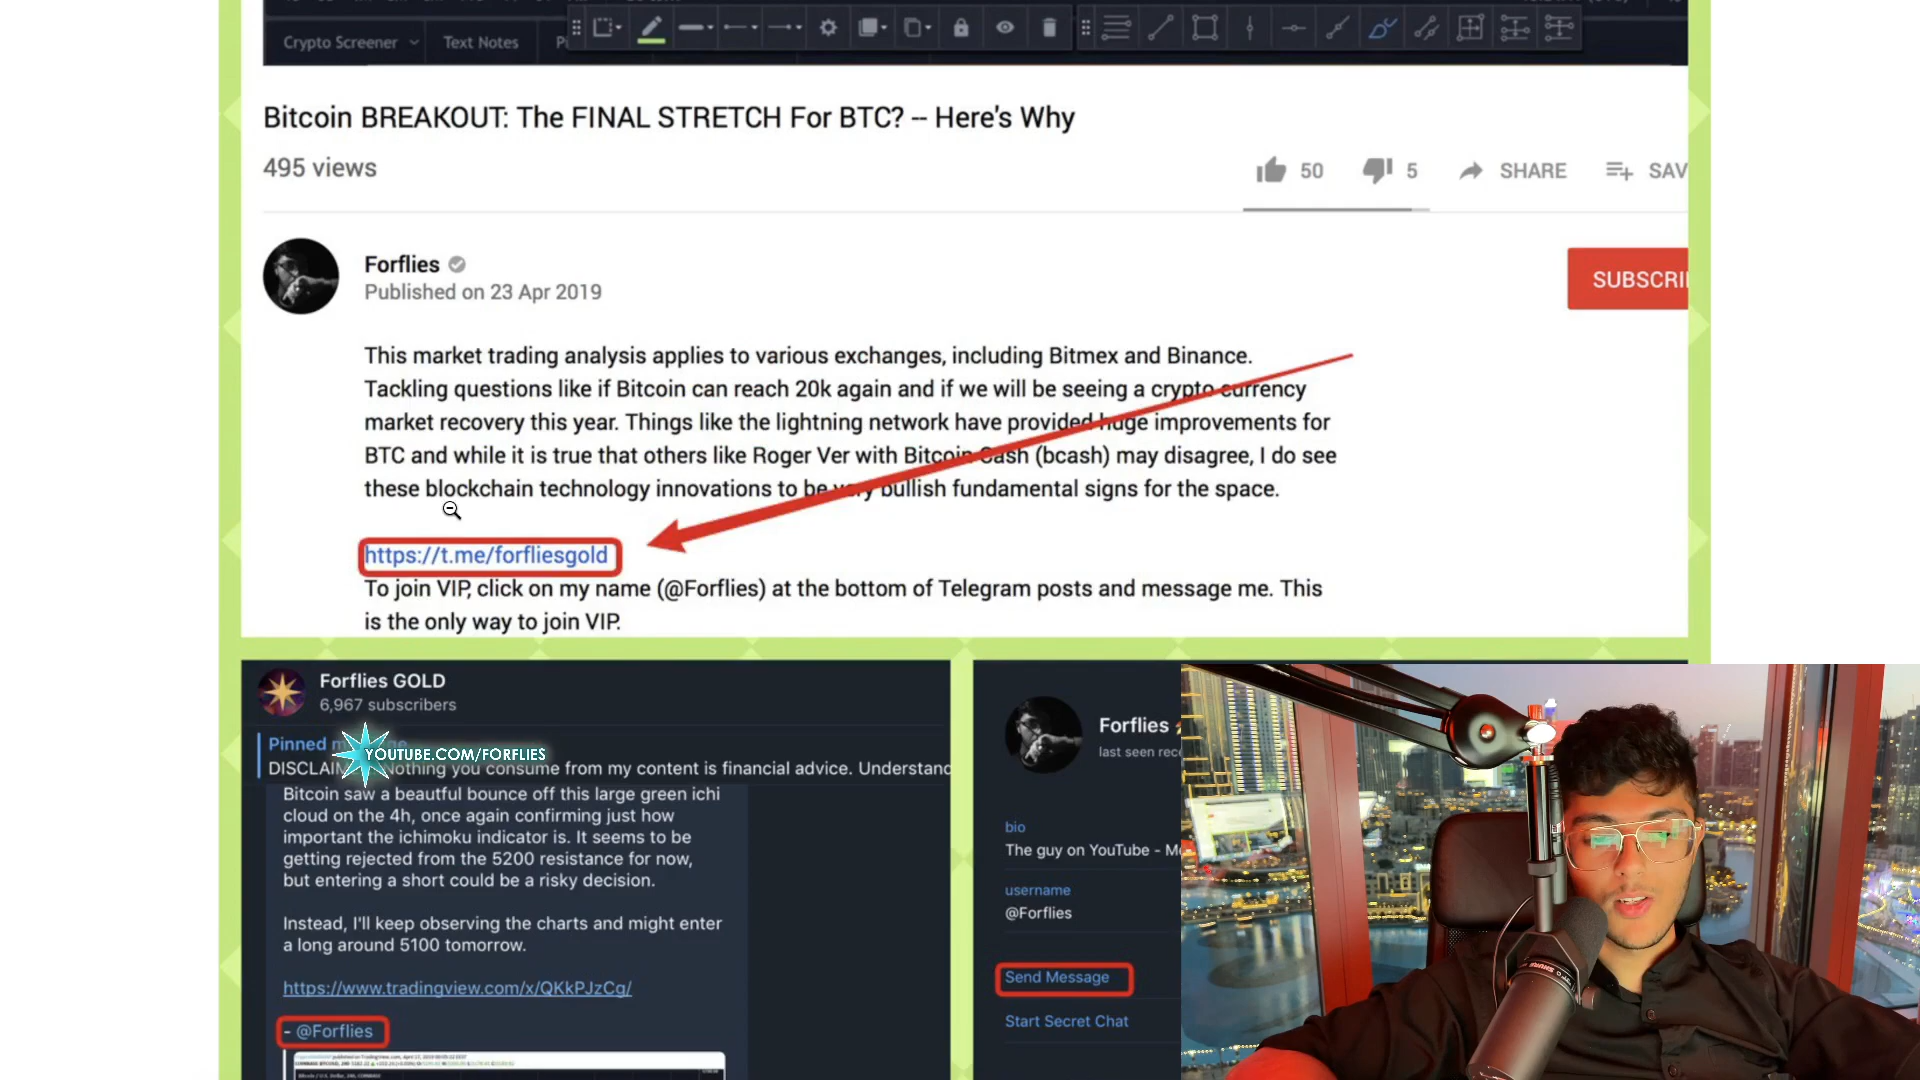 Crypto Screener
Text Notes
Bitcoin BREAKOUT: The FINAL STRETCH For BTC? -- Here's Why
495 views
50
5
SHARE
SAV
Forflies
Published on 23 Apr 2019
SUBSCRI
This market trading analysis applies to various exchanges, including Bitmex and Binance.
Tackling questions like if Bitcoin can reach 20k again and if we will be seeing a crypto currency
market recovery this year. Things like the lightning network have provided huge improvements for
BTC and while it is true that others like Roger Ver with Bitcoin Cash (bcash) may disagree, I do see
these blockchain technology innovations to be very bullish fundamental signs for the space.
https://t.me/forfliesgold
To join VIP, click on my name (@Forflies) at the bottom of Telegram posts and message me. This
is the only way to join VIP.
Forflies GOLD
6,967 subscribers
Pinned
YOUTUBE.COM/FORFLIES
DISCLAIM Nothing you consume from my content is financial advice. Understand
Bitcoin saw a beautful bounce off this large green ichi
cloud on the 4h, once again confirming just how
important the ichimoku indicator is. It seems to be
getting rejected from the 5200 resistance for now,
but entering a short could be a risky decision.
Instead, I'll keep observing the charts and might enter
a long around 5100 tomorrow.
https://www.tradingview.com/x/QKkPJzCg/
- @Forflies
Forflies
last seen rec
bio
The guy on YouTube - M
username
@Forflies
Send Message
Start Secret Chat